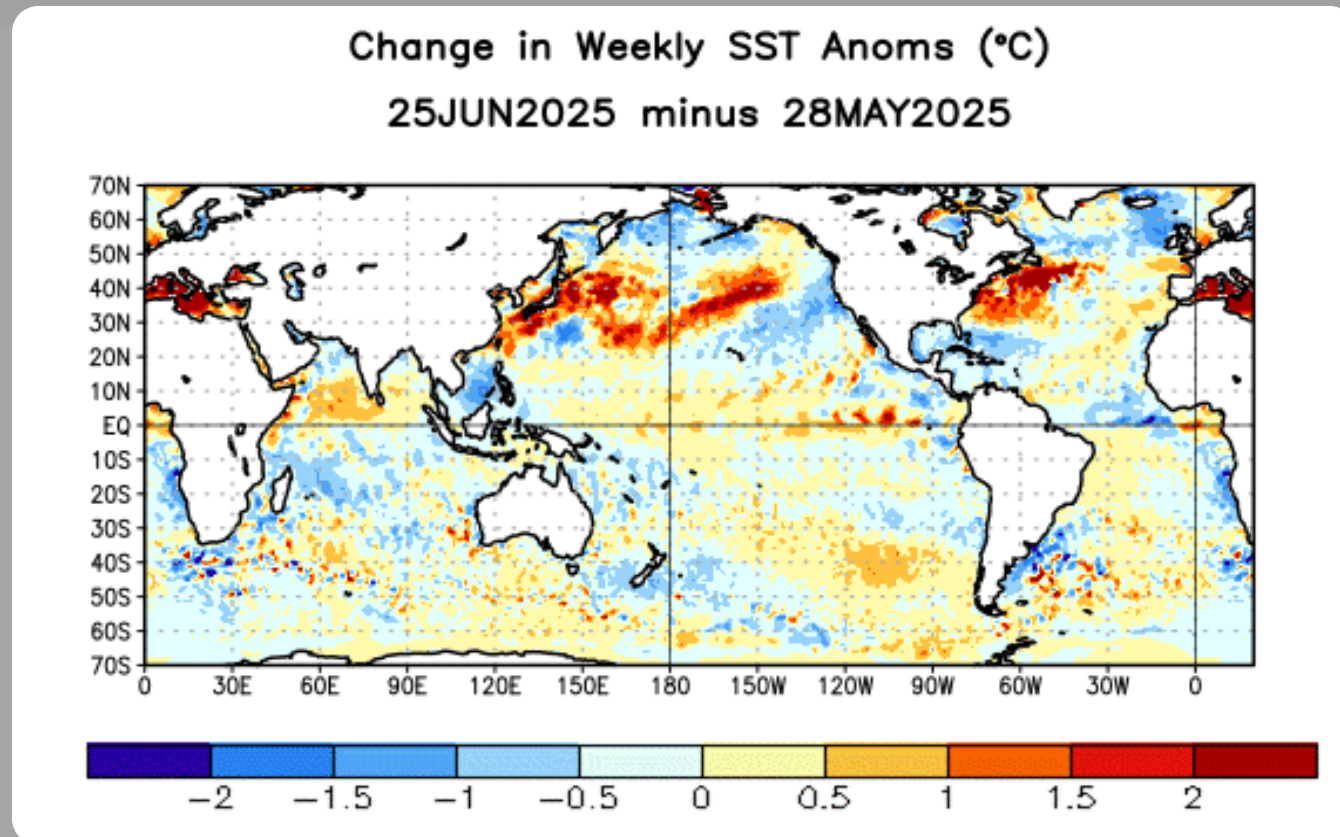 Change in Weekly SST Anoms (°C)
25JUN2025 minus 28MAY2025
70N
60N
50N
40N
30N
20N
10N
EQ
10S
20S
30S
40S
50S
60S
70S
0 30E 60E 90E 120E 150E 180 150W 120W 90W 60W 30W 0
−2 −1.5 −1 −0.5 0 0.5 1 1.5 2